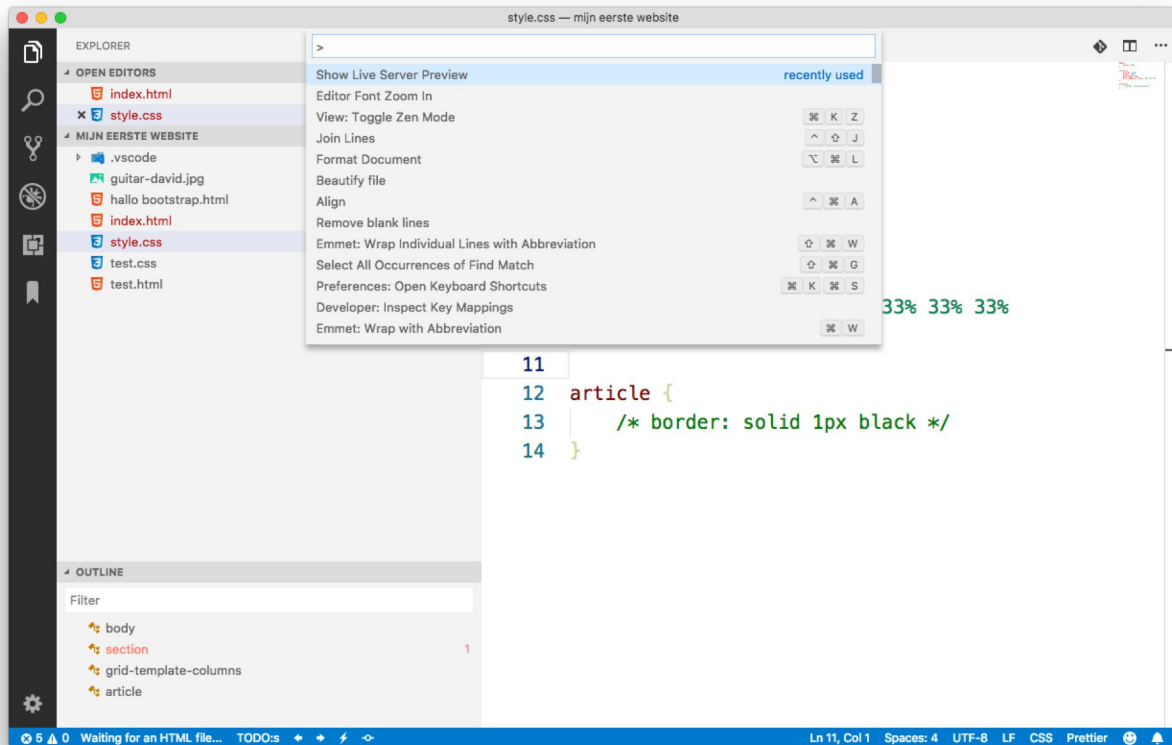 style.css — mijn eerste website
EXPLORER
OPEN EDITORS
index.html
style.css
MIJN EERSTE WEBSITE
.vscode
guitar-david.jpg
hallo bootstrap.html
index.html
style.css
test.css
test.html
>
Show Live Server Preview recently used
Editor Font Zoom In
View: Toggle Zen Mode ⌘ K Z
Join Lines ^ ⇧ J
Format Document ⌥ ⌘ L
Beautify file
Align ^ ⌘ A
Remove blank lines
Emmet: Wrap Individual Lines with Abbreviation ⇧ ⌘ W
Select All Occurrences of Find Match ⇧ ⌘ G
Preferences: Open Keyboard Shortcuts ⌘ K ⌘ S
Developer: Inspect Key Mappings
Emmet: Wrap with Abbreviation ⌘ W
33% 33% 33%
11
12 article {
13 /* border: solid 1px black */
14 }
OUTLINE
Filter
body
section 1
grid-template-columns
article
5 0 Waiting for an HTML file... TODO:s Ln 11, Col 1 Spaces: 4 UTF-8 LF CSS Prettier